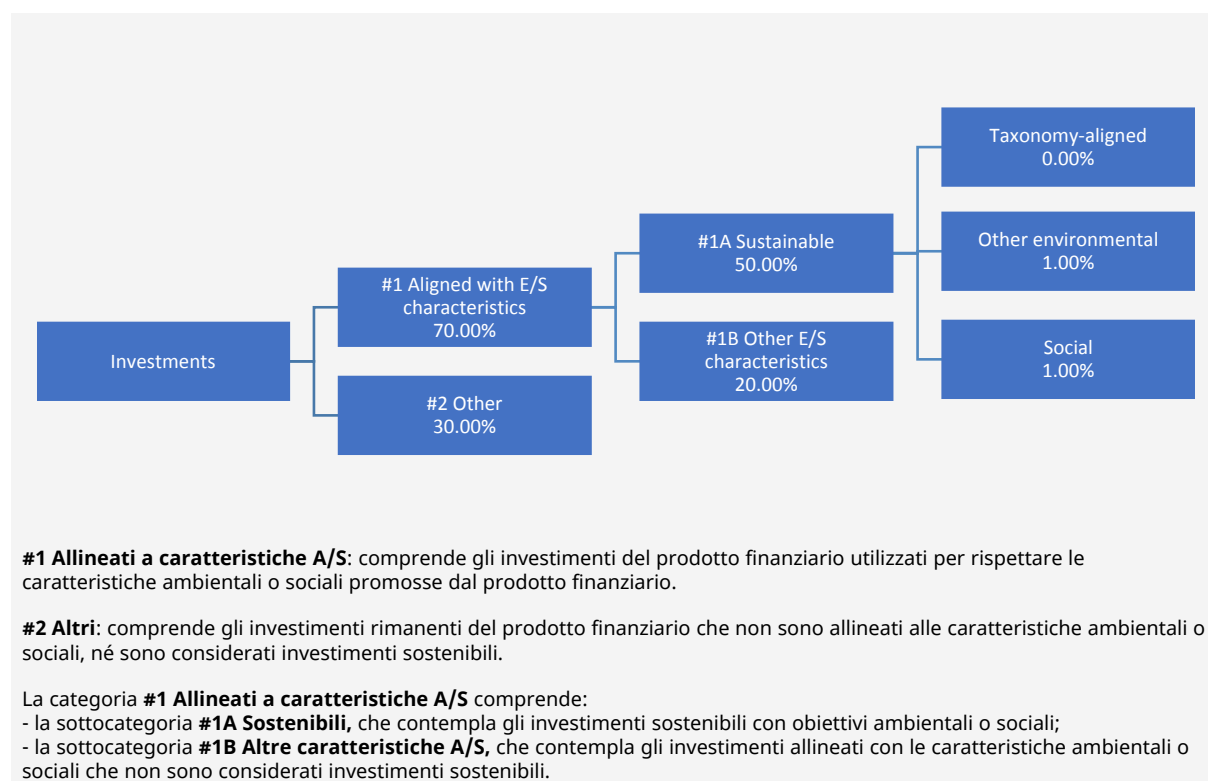 Investments
#1 Aligned with E/S
characteristics
70.00%
#2 Other
30.00%
#1A Sustainable
50.00%
#1B Other E/S
characteristics
20.00%
Taxonomy-aligned
0.00%
Other environmental
1.00%
Social
1.00%
#1 Allineati a caratteristiche A/S: comprende gli investimenti del prodotto finanziario utilizzati per rispettare le
caratteristiche ambientali o sociali promosse dal prodotto finanziario.
#2 Altri: comprende gli investimenti rimanenti del prodotto finanziario che non sono allineati alle caratteristiche ambientali o
sociali, né sono considerati investimenti sostenibili.
La categoria #1 Allineati a caratteristiche A/S comprende:
- la sottocategoria #1A Sostenibili, che contempla gli investimenti sostenibili con obiettivi ambientali o sociali;
- la sottocategoria #1B Altre caratteristiche A/S, che contempla gli investimenti allineati con le caratteristiche ambientali o
sociali che non sono considerati investimenti sostenibili.